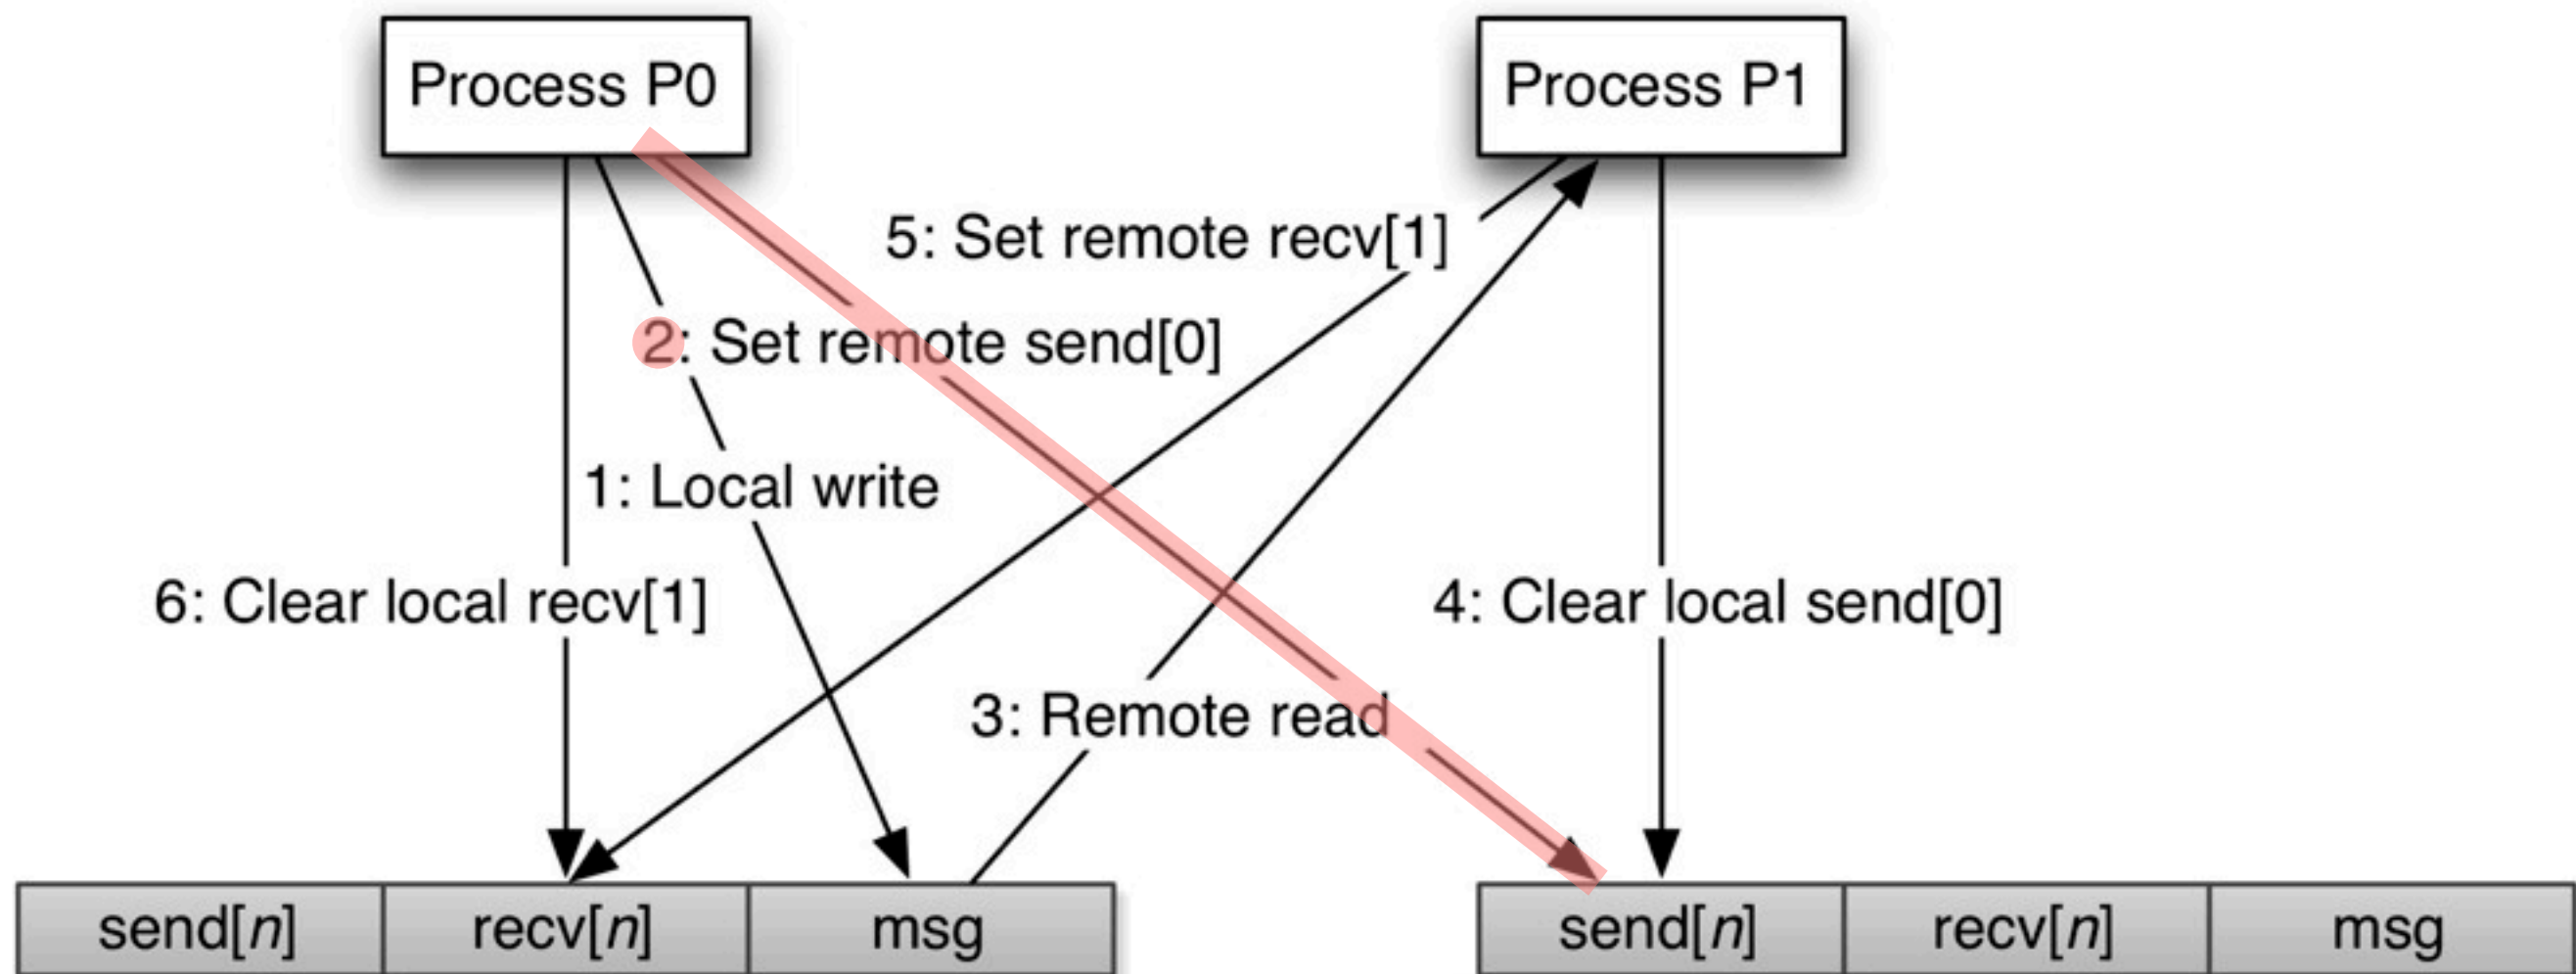 Process P0
Process P1
5: Set remote recv[1]
2: Set remote send[0]
1: Local write
6: Clear local recv[1]
4: Clear local send[0]
3: Remote read
send[n]
recv[n]
msg
send[n]
recv[n]
msg